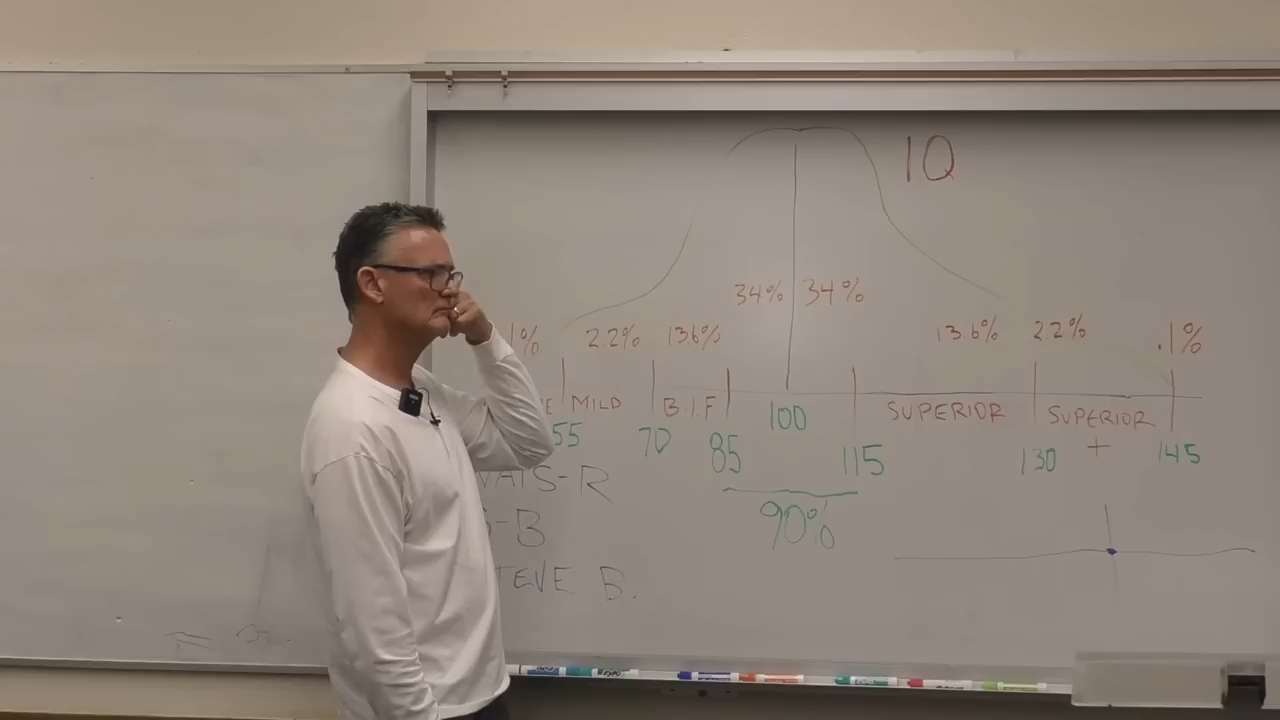 IQ
34% 34%
1% 2.2% 13.6% 13.6% 2.2% .1%
E MILD B.I.F 100 SUPERIOR SUPERIOR
+
55 70 85 115 130 145
WAIS-R
90%
S-B
TEVE B.